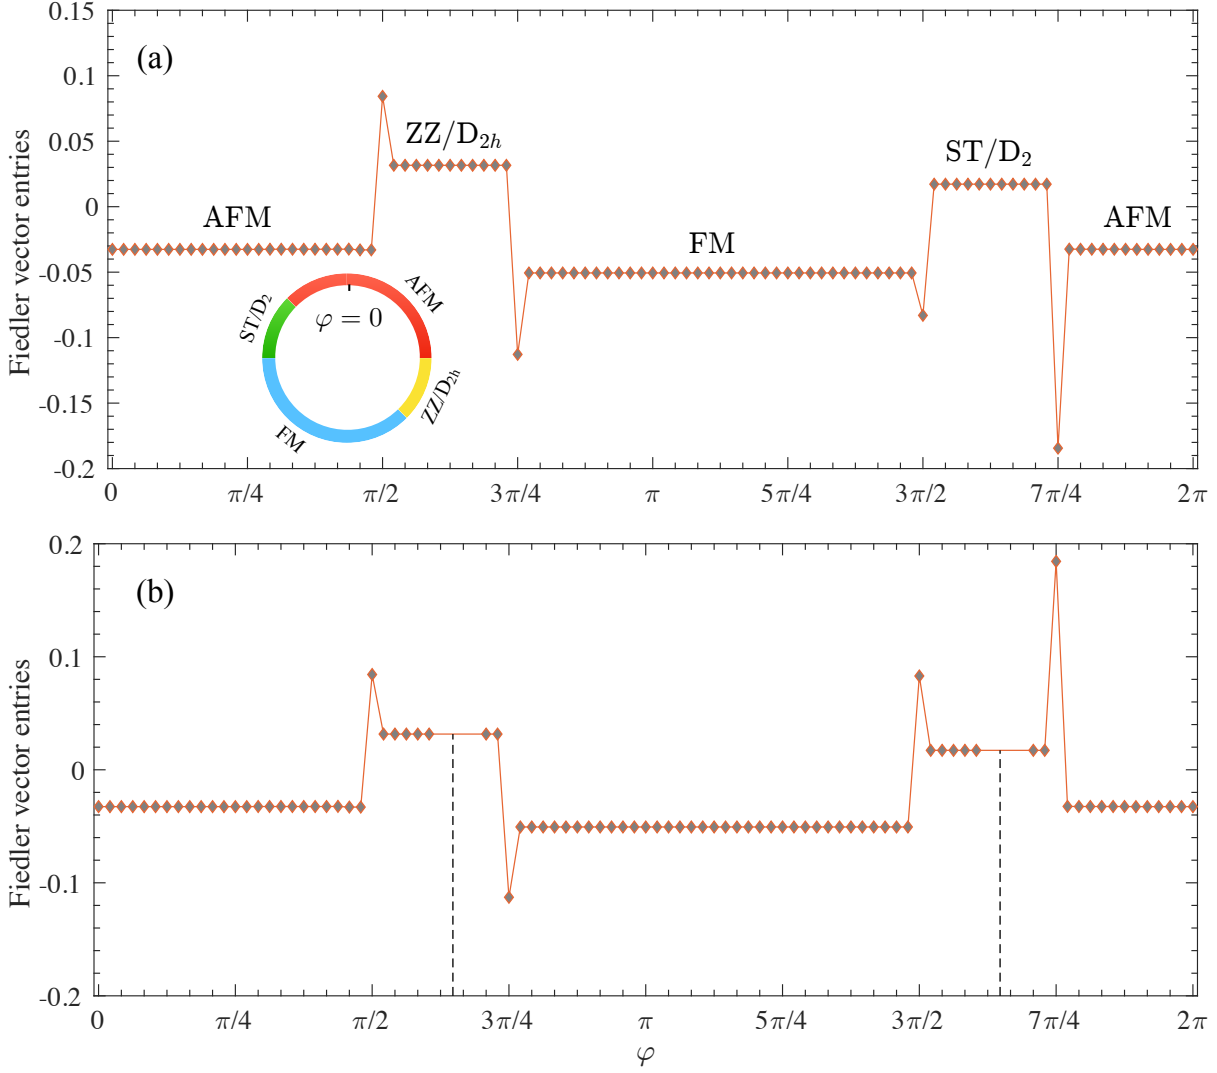 (a)
Fiedler vector entries
0.15
0.1
0.05
0
-0.05
-0.1
-0.15
-0.2
AFM
ZZ/D2h
FM
ST/D2
AFM
φ = 0
AFM
ZZ/D2h
FM
ST/D2
0 π/4 π/2 3π/4 π 5π/4 3π/2 7π/4 2π
(b)
Fiedler vector entries
0.2
0.1
0
-0.1
-0.2
0 π/4 π/2 3π/4 π 5π/4 3π/2 7π/4 2π
φ